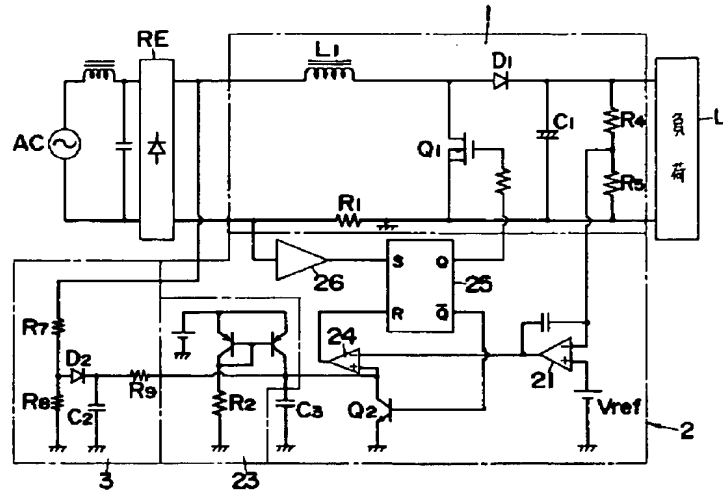 1
RE
L1
D1
AC
Q1
C1
R4
R5
負荷
L
R1
26
S
Q
R
Q̄
25
24
21
Vref
2
R7
D2
R8
C2
R9
R2
C3
Q2
3
23